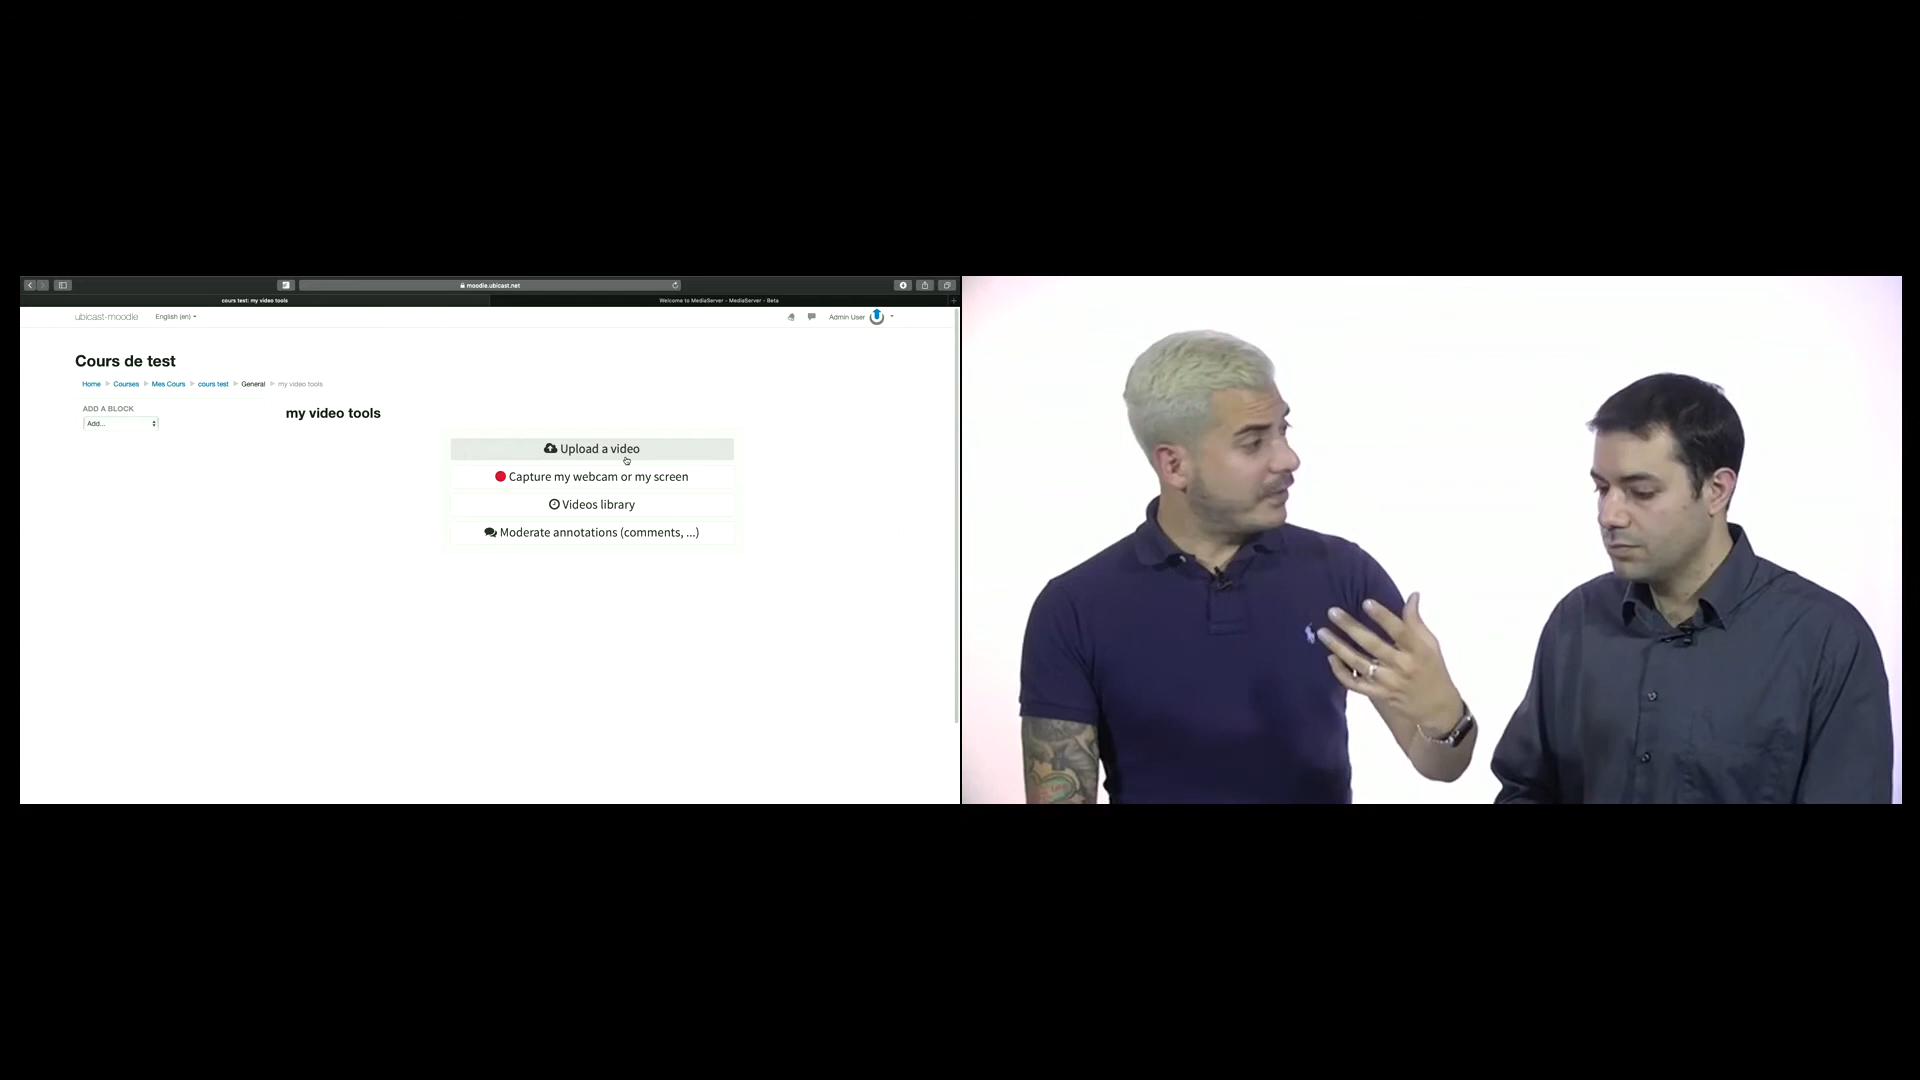 moodle.ubicast.net
cours test: my video tools
Welcome to MediaServer - MediaServer - Beta
ubicast-moodle
English (en)
Admin User
Cours de test
Home Courses Mes Cours cours test General my video tools
ADD A BLOCK
Add...
my video tools
Upload a video
Capture my webcam or my screen
Videos library
Moderate annotations (comments, ...)